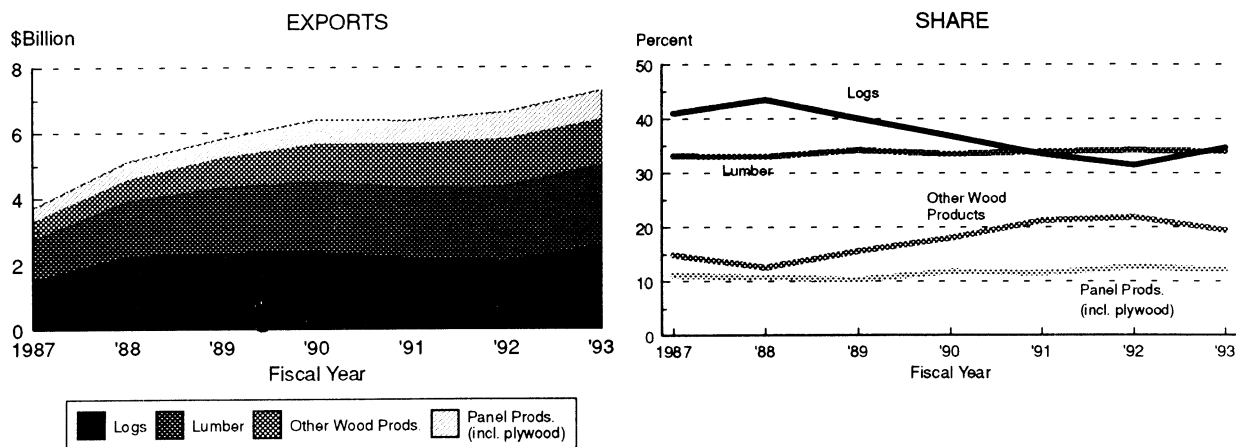 EXPORTS
$Billion
8
6
4
2
0
1987 '88 '89 '90 '91 '92 '93
Fiscal Year
Logs Lumber Other Wood Prods. Panel Prods.
(incl. plywood)
SHARE
Percent
50
40
30
20
10
0
Logs
Lumber
Other Wood
Products
Panel Prods.
(incl. plywood)
1987 '88 '89 '90 '91 '92 '93
Fiscal Year